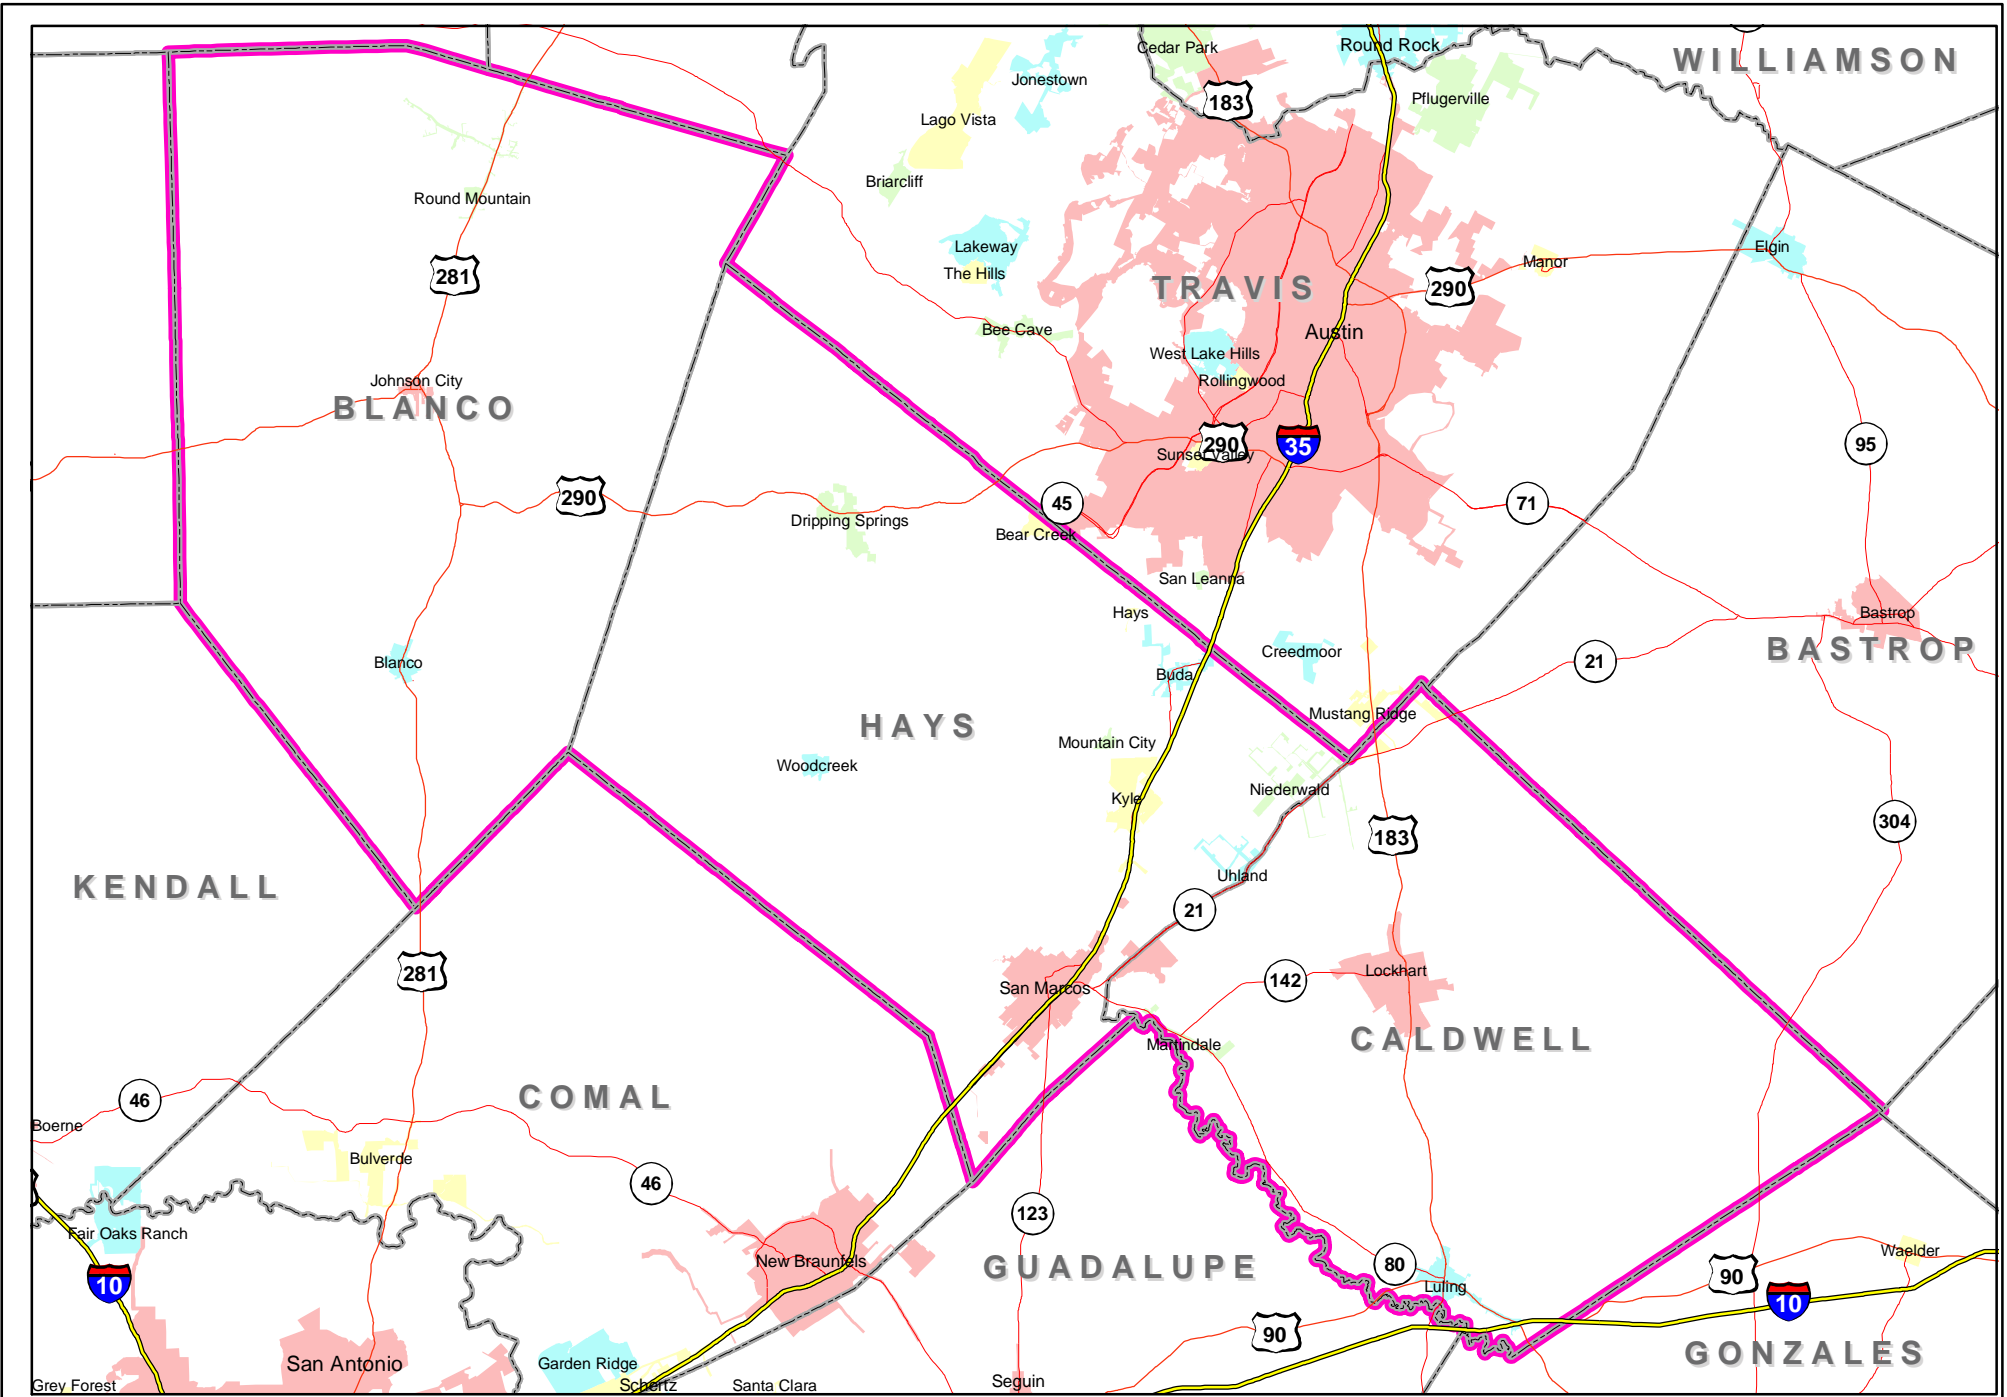 Cedar Park
Round Rock
WILLIAMSON
Jonestown
183
Pflugerville
Lago Vista
Briarcliff
Round Mountain
Lakeway
Elgin
The Hills
Manor
281
TRAVIS
290
Bee Cave
Austin
West Lake Hills
Johnson City
Rollingwood
BLANCO
290
35
95
Sunset Valley
290
45
71
Dripping Springs
Bear Creek
San Leanna
Hays
Bastrop
Creedmoor
BASTROP
Blanco
21
Buda
Mustang Ridge
HAYS
Mountain City
Woodcreek
Niederwald
Kyle
304
183
Uhland
KENDALL
21
281
Lockhart
142
San Marcos
CALDWELL
Martindale
COMAL
46
Boerne
Bulverde
46
123
Fair Oaks Ranch
Waelder
New Braunfels
GUADALUPE
80
90
10
Luling
10
90
San Antonio
Garden Ridge
GONZALES
Grey Forest
Schertz
Santa Clara
Seguin